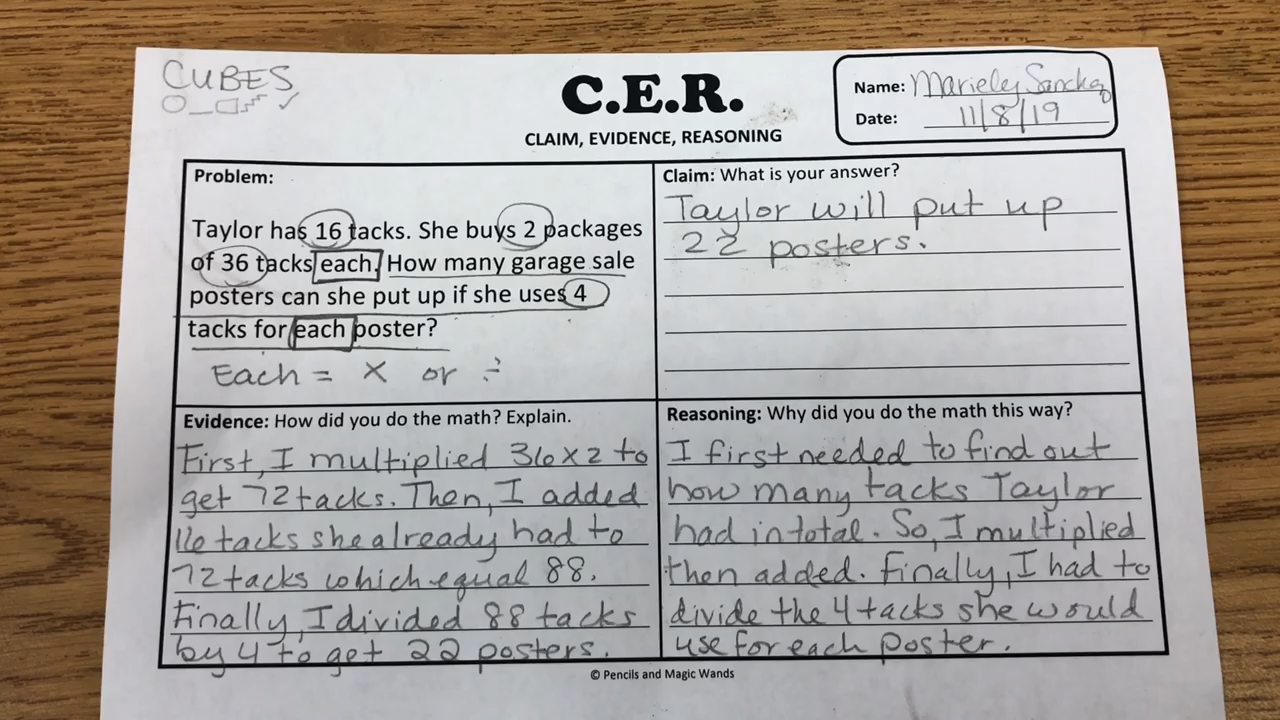 CUBES
C.E.R.
CLAIM, EVIDENCE, REASONING
Name: Mariely Sanchez
Date: 11/8/19
Problem:
Taylor has 16 tacks. She buys 2 packages
of 36 tacks each. How many garage sale
posters can she put up if she uses 4
tacks for each poster?
Each = × or ÷
Claim: What is your answer?
Taylor will put up
22 posters.
Evidence: How did you do the math? Explain.
First, I multiplied 36×2 to
get 72 tacks. Then, I added
16 tacks she already had to
72 tacks which equal 88.
Finally, I divided 88 tacks
by 4 to get 22 posters.
Reasoning: Why did you do the math this way?
I first needed to find out
how many tacks Taylor
had in total. So, I multiplied
then added. Finally, I had to
divide the 4 tacks she would
use for each poster.
© Pencils and Magic Wands